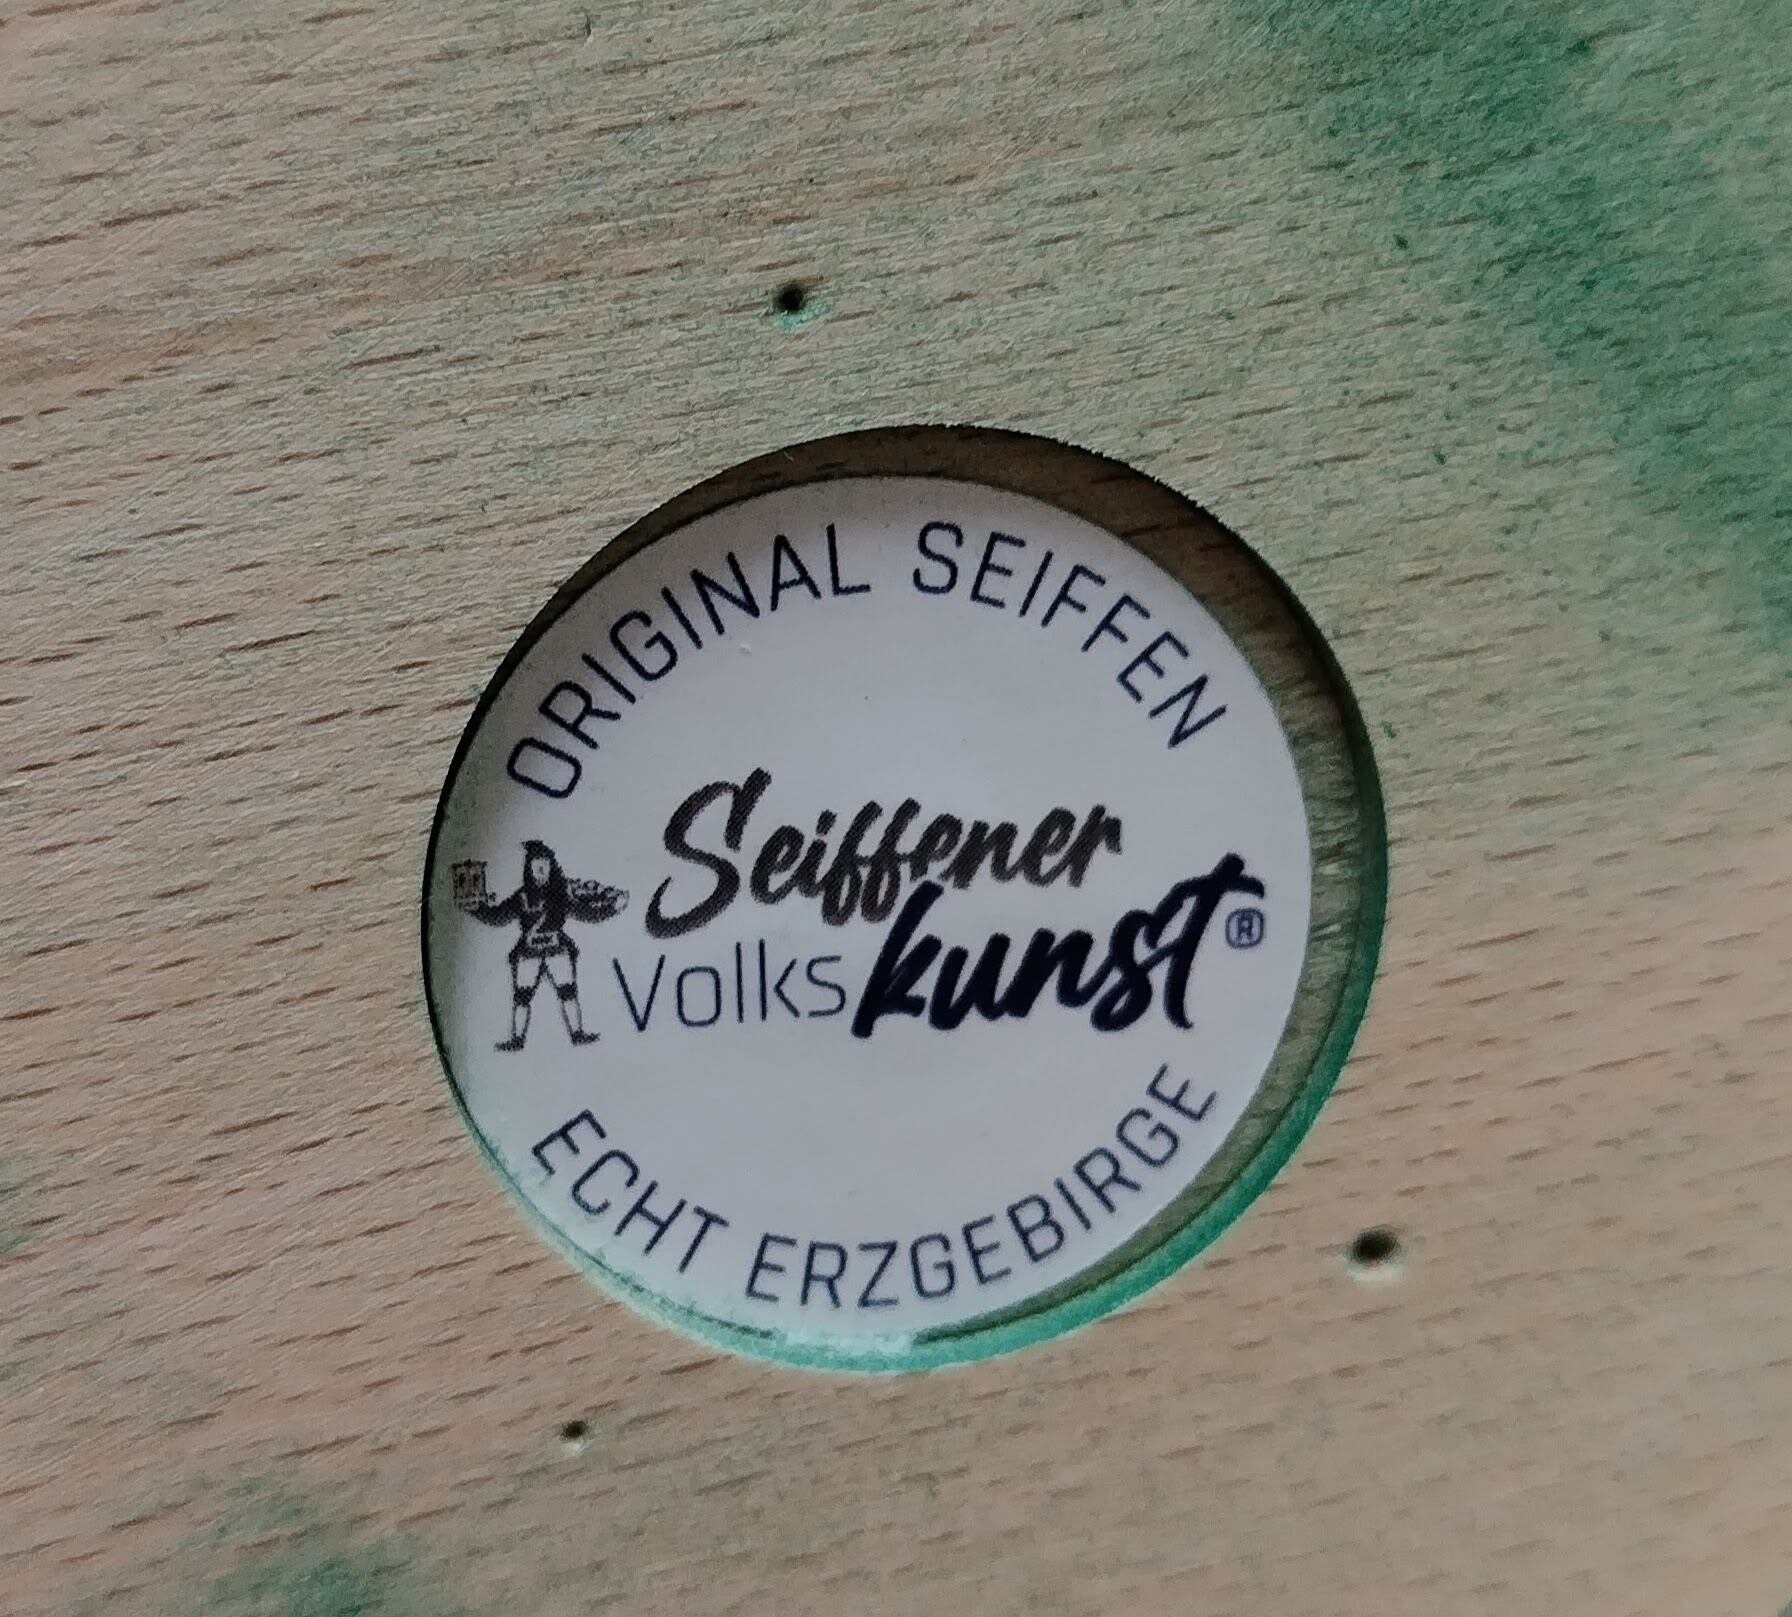 ORIGINAL SEIFFEN
Seiffener
Volkskunst®
ECHT ERZGEBIRGE